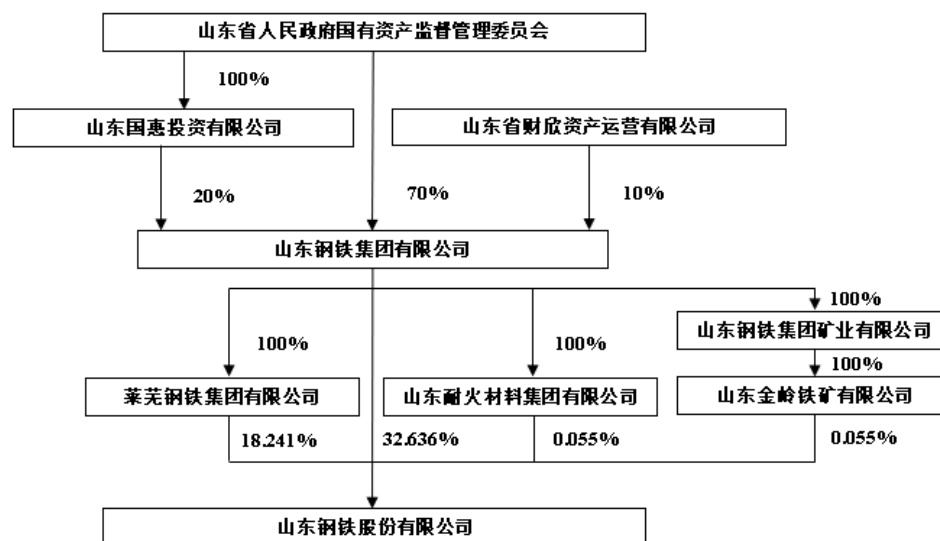 山东省人民政府国有资产监督管理委员会
100%
山东国惠投资有限公司
山东省财欣资产运营有限公司
20%
70%
10%
山东钢铁集团有限公司
100%
山东钢铁集团矿业有限公司
100%
100%
100%
莱芜钢铁集团有限公司
山东耐火材料集团有限公司
山东金岭铁矿有限公司
18.241%
32.636%
0.055%
0.055%
山东钢铁股份有限公司